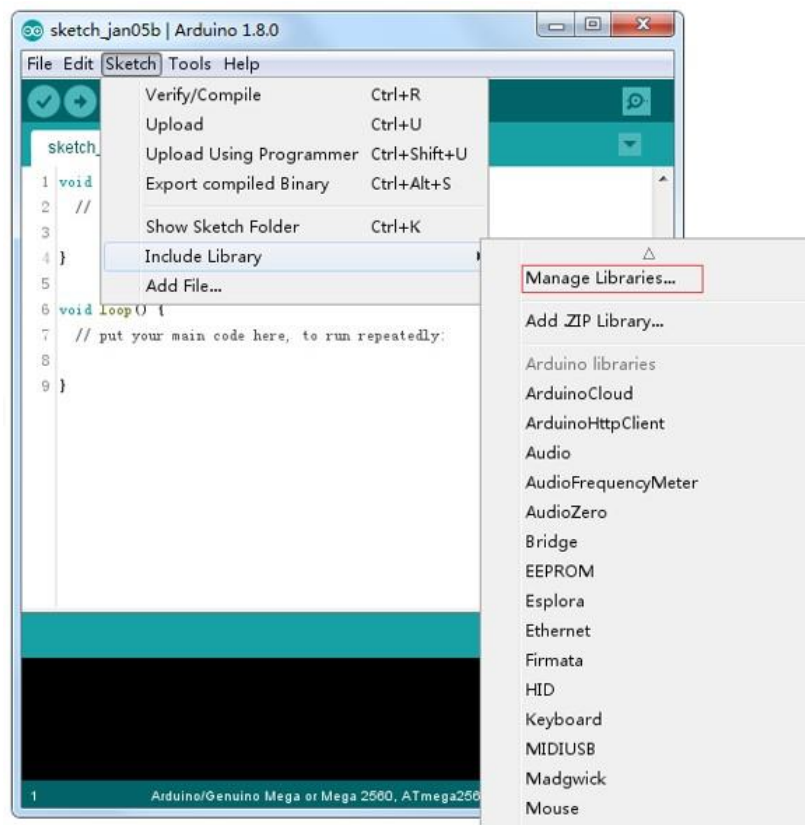 sketch_jan05b | Arduino 1.8.0
File Edit Sketch Tools Help
Verify/Compile Ctrl+R
Upload Ctrl+U
Upload Using Programmer Ctrl+Shift+U
Export compiled Binary Ctrl+Alt+S
Show Sketch Folder Ctrl+K
Include Library
Add File...
sketch_
1 void
2 //
3
4 }
5
6 void loop() {
7 // put your main code here, to run repeatedly:
8
9 }
Manage Libraries...
Add .ZIP Library...
Arduino libraries
ArduinoCloud
ArduinoHttpClient
Audio
AudioFrequencyMeter
AudioZero
Bridge
EEPROM
Esplora
Ethernet
Firmata
HID
Keyboard
MIDIUSB
Madgwick
Mouse
1 Arduino/Genuino Mega or Mega 2560, ATmega256